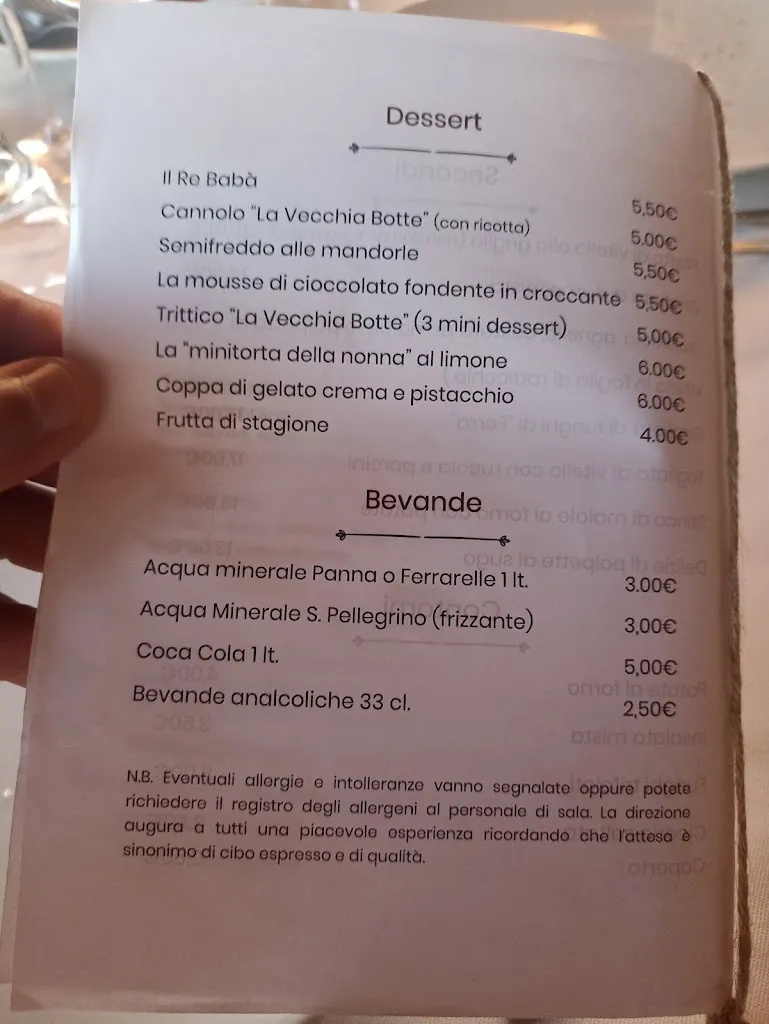 Dessert
Il Re Babà 5,50€
Cannolo "La Vecchia Botte" (con ricotta) 5.00€
Semifreddo alle mandorle 5,50€
La mousse di cioccolato fondente in croccante 5,50€
Trittico "La Vecchia Botte" (3 mini dessert) 5,00€
La "minitorta della nonna" al limone 6.00€
Coppa di gelato crema e pistacchio 6.00€
Frutta di stagione 4.00€
Bevande
Acqua minerale Panna o Ferrarelle 1 lt. 3.00€
Acqua Minerale S. Pellegrino (frizzante) 3,00€
Coca Cola 1 lt. 5,00€
Bevande analcoliche 33 cl. 2,50€
N.B. Eventuali allergie e intolleranze vanno segnalate oppure potete
richiedere il registro degli allergeni al personale di sala. La direzione
augura a tutti una piacevole esperienza ricordando che l'attesa è
sinonimo di cibo espresso e di qualità.